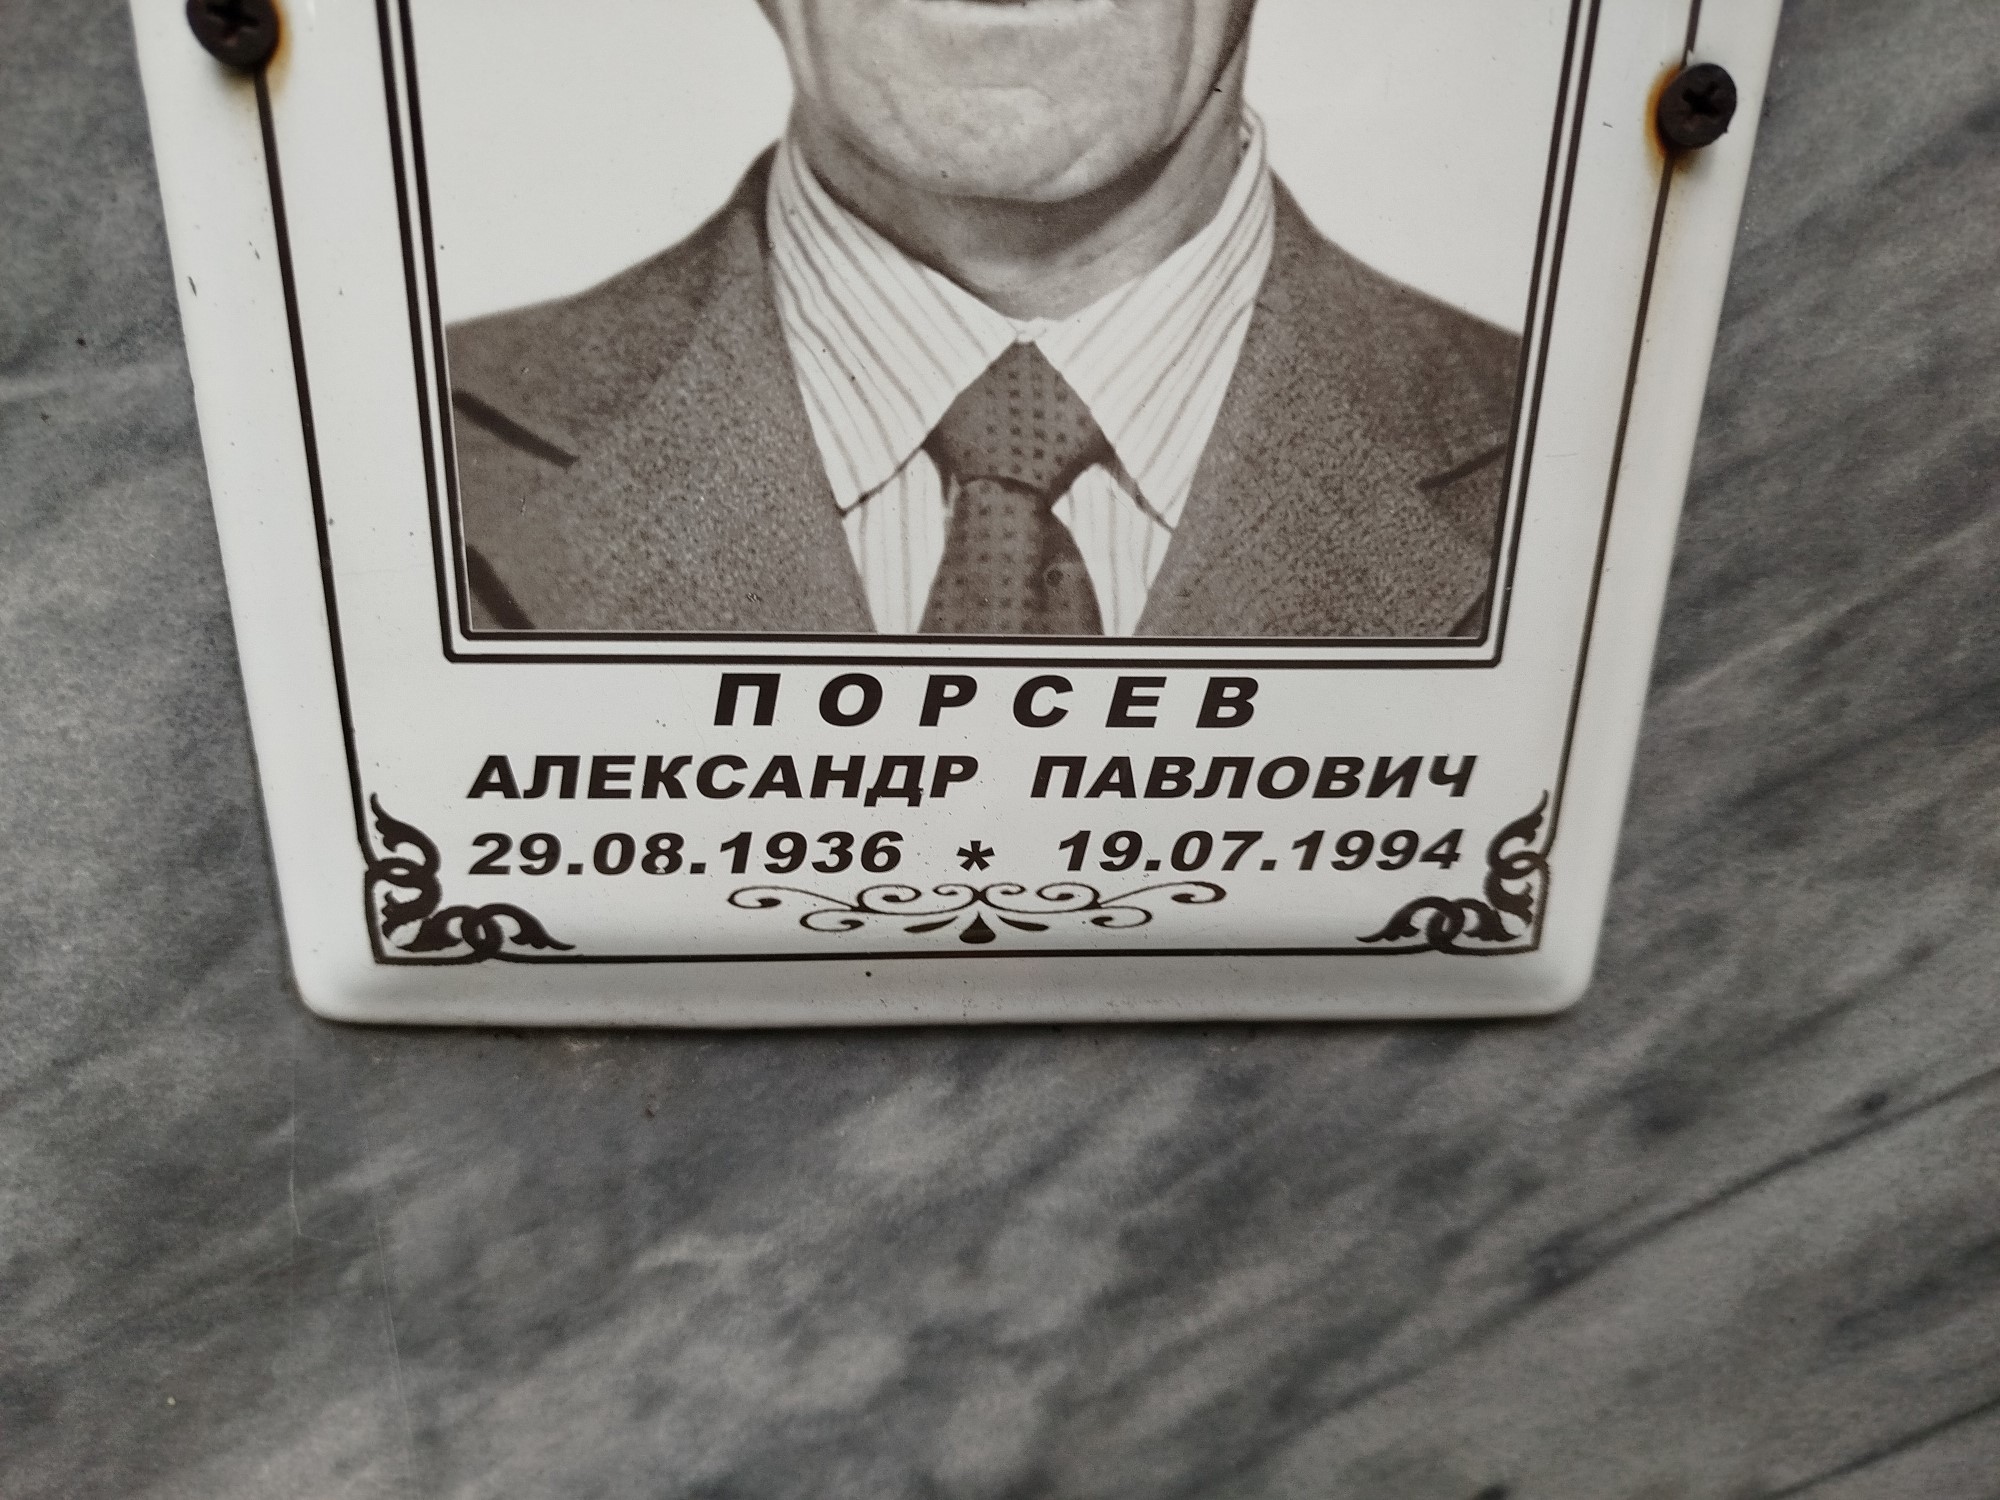 ПОРСЕВ
АЛЕКСАНДР ПАВЛОВИЧ
29.08.1936 * 19.07.1994